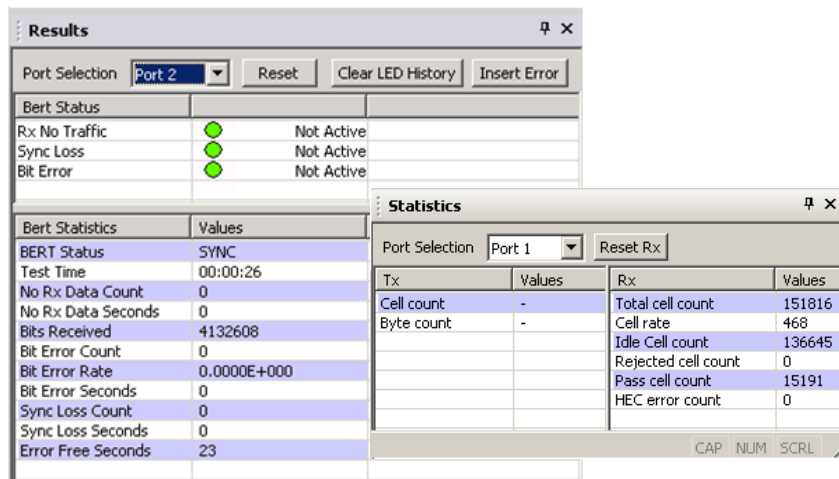 Results
Port Selection Port 2 Reset Clear LED History Insert Error
Bert Status
Rx No Traffic Not Active
Sync Loss Not Active
Bit Error Not Active
Bert Statistics Values
BERT Status SYNC
Test Time 00:00:26
No Rx Data Count 0
No Rx Data Seconds 0
Bits Received 4132608
Bit Error Count 0
Bit Error Rate 0.0000E+000
Bit Error Seconds 0
Sync Loss Count 0
Sync Loss Seconds 0
Error Free Seconds 23
Statistics
Port Selection Port 1 Reset Rx
Tx Values Rx Values
Cell count - Total cell count 151816
Byte count - Cell rate 468
Idle Cell count 136645
Rejected cell count 0
Pass cell count 15191
HEC error count 0
CAP NUM SCRL